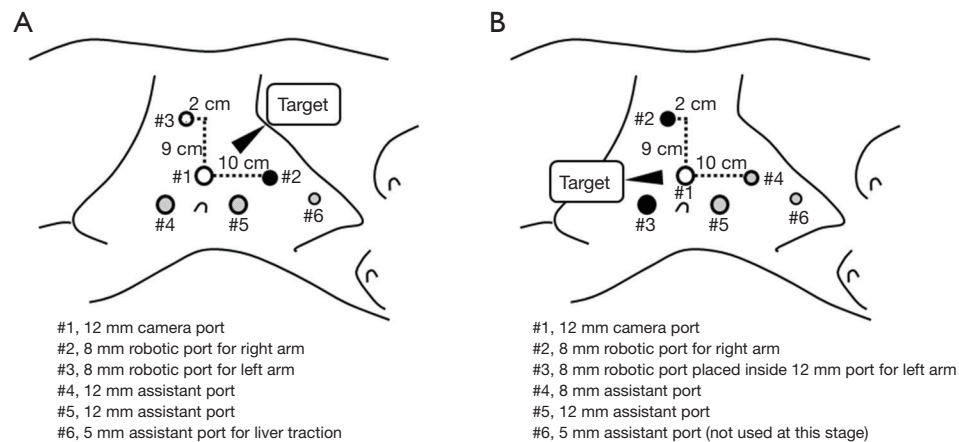 A
2 cm
#3
Target
9 cm
10 cm
#1
#2
#6
#4
#5
#1, 12 mm camera port
#2, 8 mm robotic port for right arm
#3, 8 mm robotic port for left arm
#4, 12 mm assistant port
#5, 12 mm assistant port
#6, 5 mm assistant port for liver traction
B
2 cm
#2
9 cm
10 cm
Target
#1
#4
#6
#3
#5
#1, 12 mm camera port
#2, 8 mm robotic port for right arm
#3, 8 mm robotic port placed inside 12 mm port for left arm
#4, 8 mm assistant port
#5, 12 mm assistant port
#6, 5 mm assistant port (not used at this stage)